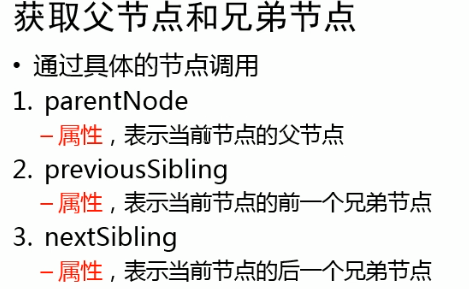 获取父节点和兄弟节点
• 通过具体的节点调用
1. parentNode
– 属性，表示当前节点的父节点
2. previousSibling
– 属性，表示当前节点的前一个兄弟节点
3. nextSibling
– 属性，表示当前节点的后一个兄弟节点